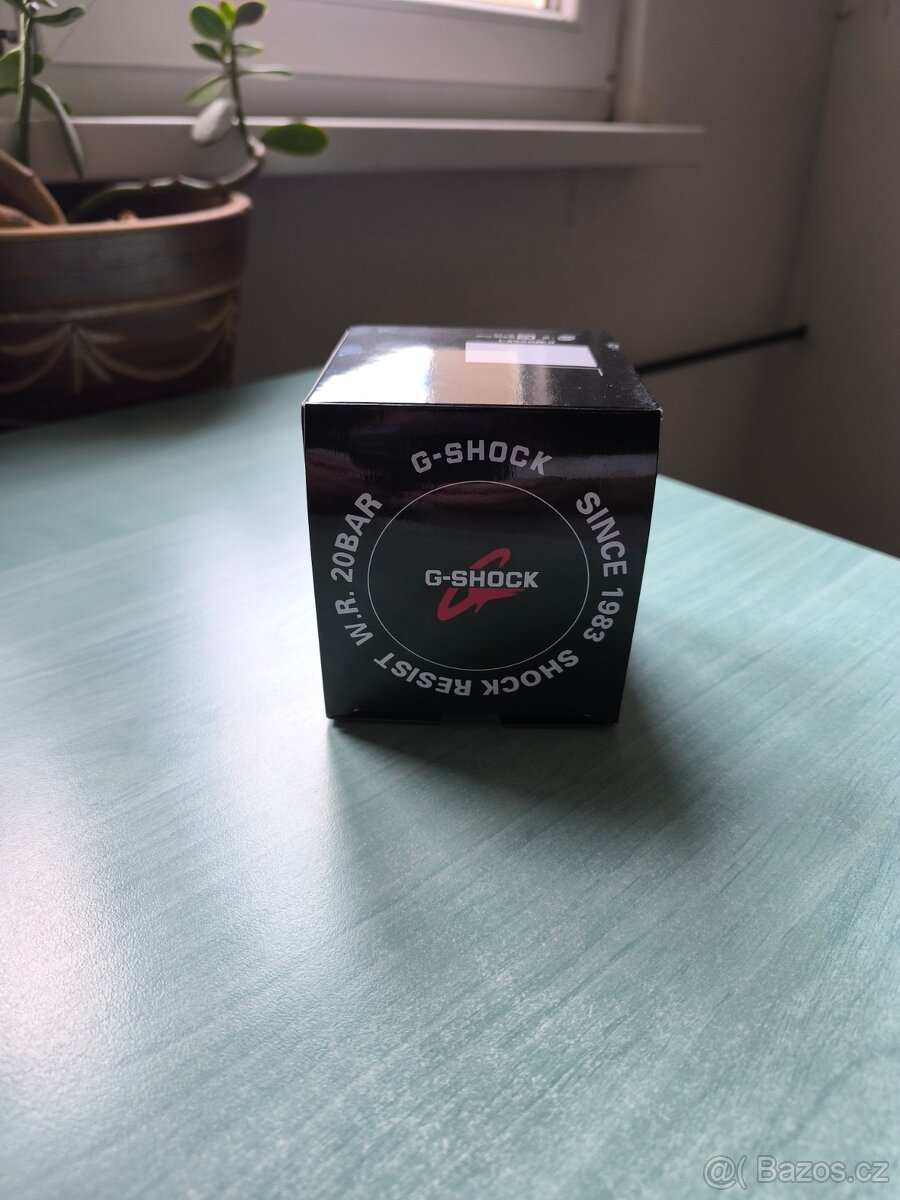 G-SHOCK
SINCE 1983
SHOCK RESIST
W.R. 20BAR
G-SHOCK
@( Bazos.cz